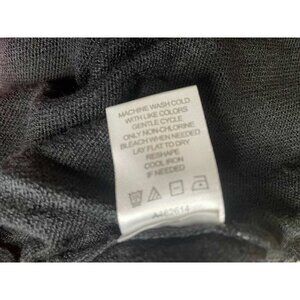 MACHINE WASH COLD
WITH LIKE COLORS
GENTLE CYCLE
ONLY NON-CHLORINE
BLEACH WHEN NEEDED
LAY FLAT TO DRY
RESHAPE
COOL IRON
IF NEEDED
A462614